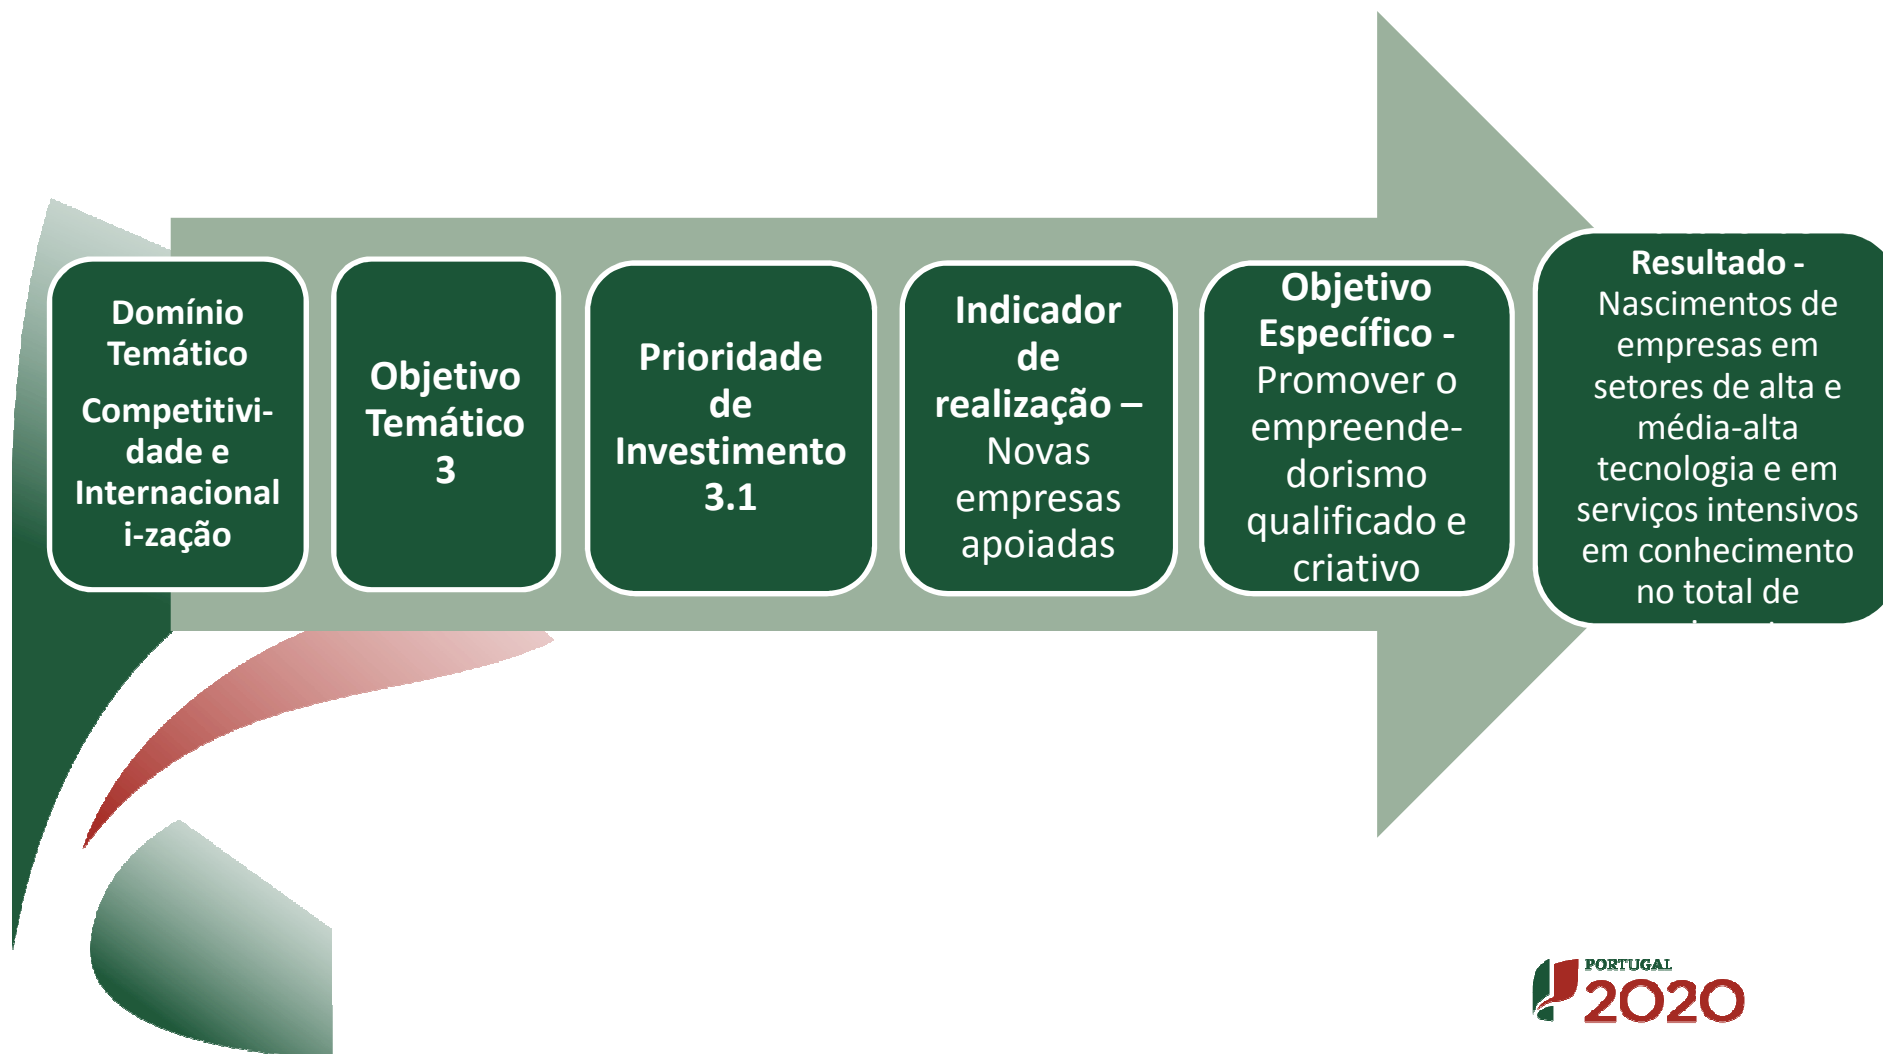 Domínio
Temático
Competitivi-
dade e
Internacional
i-zação
Objetivo
Temático
3
Prioridade
de
Investimento
3.1
Indicador
de
realização –
Novas
empresas
apoiadas
Objetivo
Específico -
Promover o
empreende-
dorismo
qualificado e
criativo
Resultado -
Nascimentos de
empresas em
setores de alta e
média-alta
tecnologia e em
serviços intensivos
em conhecimento
no total de
PORTUGAL
2020